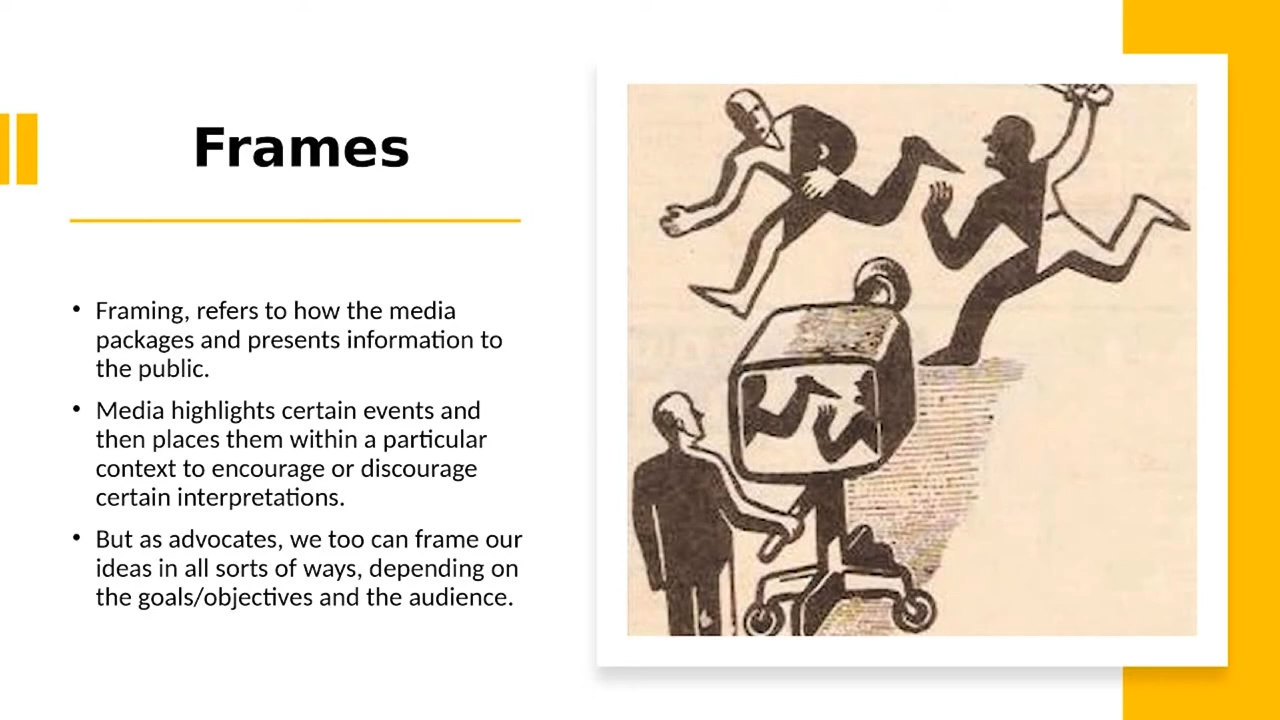 Frames
• Framing, refers to how the media
packages and presents information to
the public.
• Media highlights certain events and
then places them within a particular
context to encourage or discourage
certain interpretations.
• But as advocates, we too can frame our
ideas in all sorts of ways, depending on
the goals/objectives and the audience.